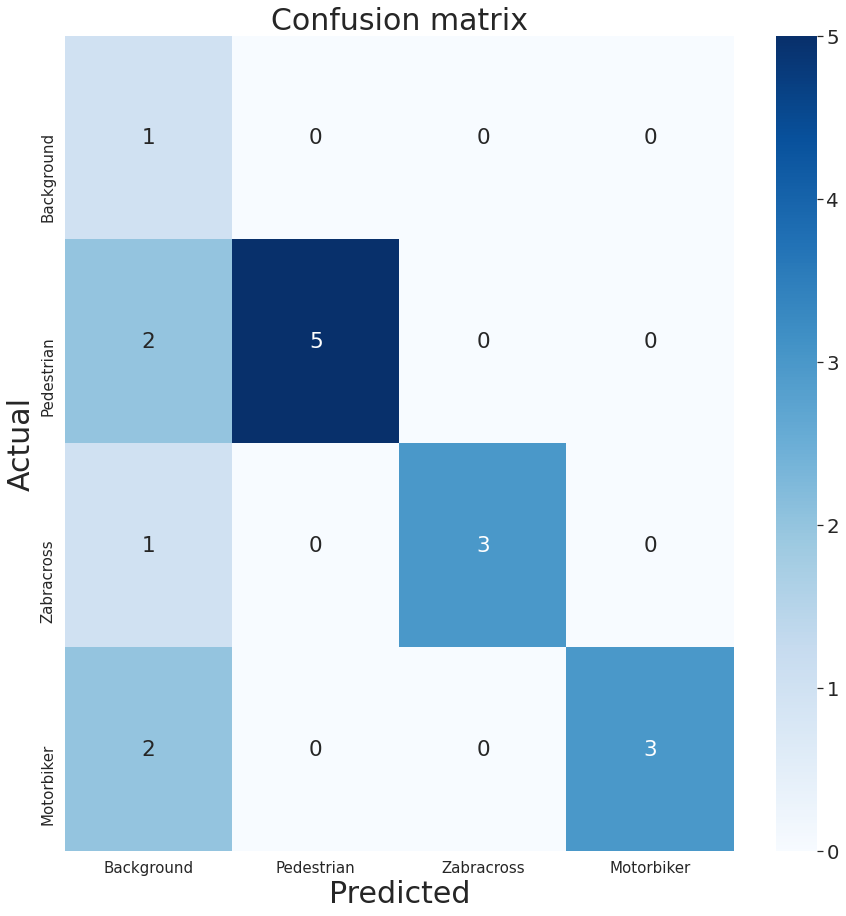 Confusion matrix
Actual
Background
1 0 0 0
Pedestrian
2 5 0 0
Zabracross
1 0 3 0
Motorbiker
2 0 0 3
Background Pedestrian Zabracross Motorbiker
Predicted
5
4
3
2
1
0